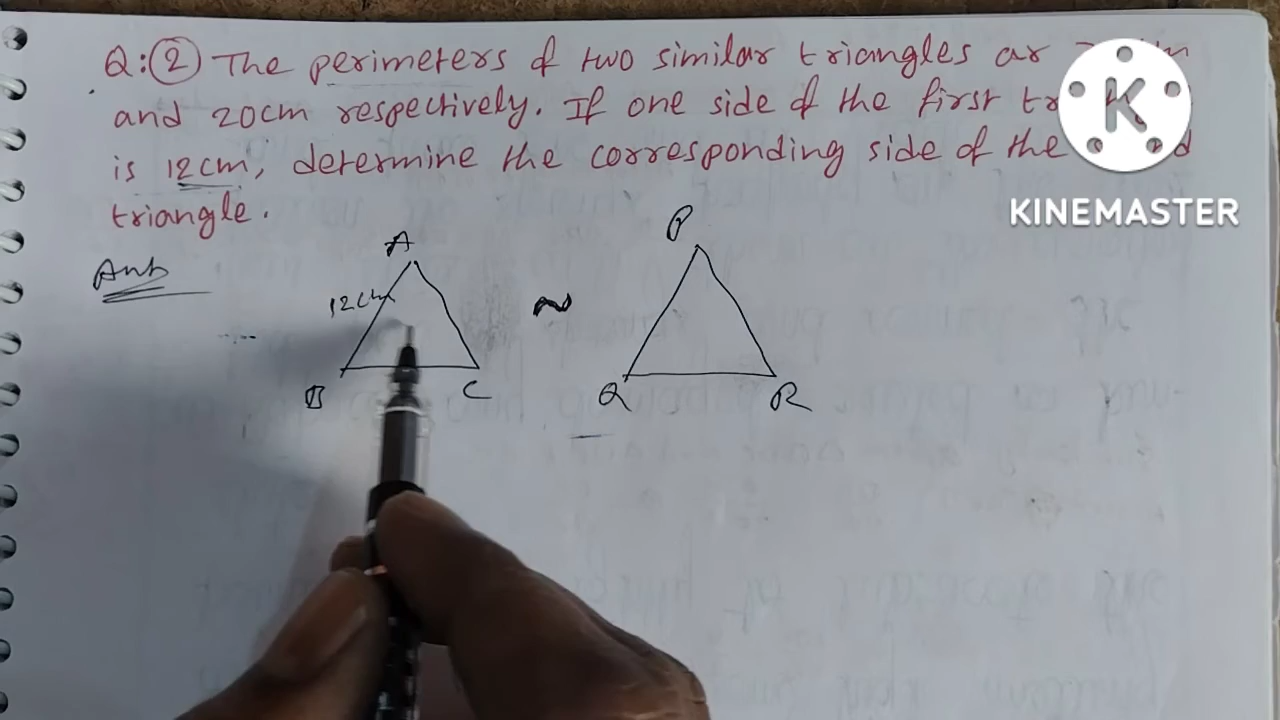 Q:② The perimeters of two similar triangles ar
and 20cm respectively. If one side of the first
is 12cm, determine the corresponding side of the
triangle.
Ans
A
P
12cm
~
B
C
Q
R
K
KINEMASTER